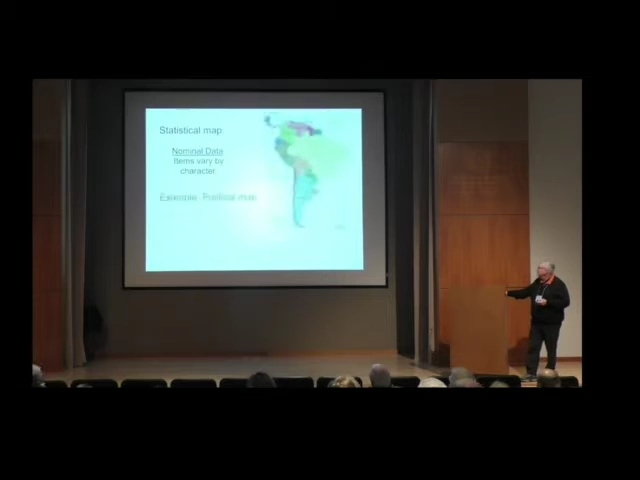 Statistical map.
Nominal Data
Items vary by
character.
Example: Political map